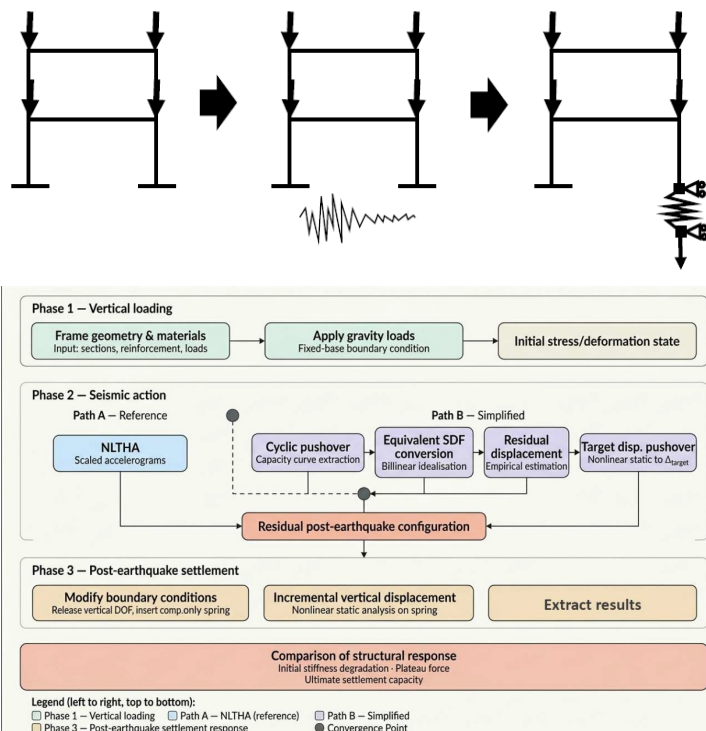 Phase 1 — Vertical loading
Frame geometry & materials
Input: sections, reinforcement, loads
Apply gravity loads
Fixed-base boundary condition
Initial stress/deformation state
Phase 2 — Seismic action
Path A — Reference
Path B — Simplified
NLTHA
Scaled accelerograms
Cyclic pushover
Capacity curve extraction
Equivalent SDF
conversion
Billinear idealisation
Residual
displacement
Empirical estimation
Target disp. pushover
Nonlinear static to Δtarget
Residual post-earthquake configuration
Phase 3 — Post-earthquake settlement
Modify boundary conditions
Release vertical DOF, insert comp.only spring
Incremental vertical displacement
Nonlinear static analysis on spring
Extract results
Comparison of structural response
Initial stiffness degradation · Plateau force
Ultimate settlement capacity
Legend (left to right, top to bottom):
Phase 1 — Vertical loading
Path A — NLTHA (reference)
Path B — Simplified
Phase 3 — Post-earthquake settlement response
Convergence Point